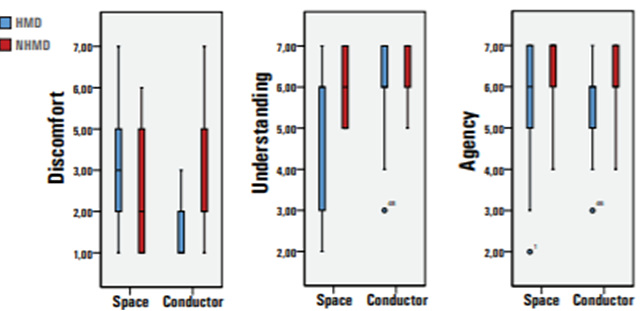 HMD
NHMD
Discomfort
7,00
6,00
5,00
3,00
2,00
1,00
Space Conductor
Understanding
7,00
6,00
5,00
4,00
3,00
2,00
Space Conductor
Agency
7,00
6,00
5,00
4,00
3,00
2,00
Space Conductor